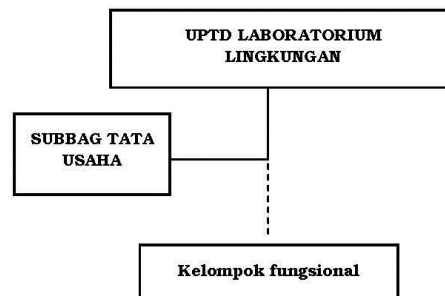 UPTD LABORATORIUM
LINGKUNGAN
SUBBAG TATA
USAHA
Kelompok fungsional